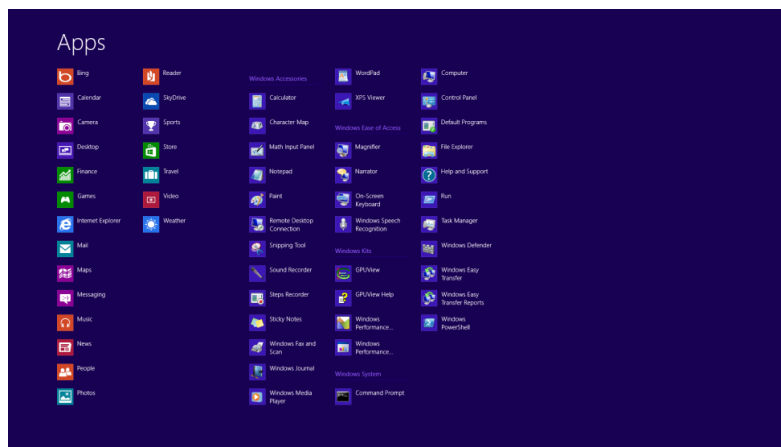 Apps
Bing
Calendar
Camera
Desktop
Finance
Games
Internet Explorer
Mail
Maps
Messaging
Music
News
People
Photos
Reader
SkyDrive
Sports
Store
Travel
Video
Weather
Windows Accessories
Calculator
Character Map
Math Input Panel
Notepad
Paint
Remote Desktop
Connection
Snipping Tool
Sound Recorder
Steps Recorder
Sticky Notes
Windows Fax and
Scan
Windows Journal
Windows Media
Player
WordPad
XPS Viewer
Windows Ease of Access
Magnifier
Narrator
On-Screen
Keyboard
Windows Speech
Recognition
Windows Kits
GPUView
GPUView Help
Windows
Performance...
Windows
Performance...
Windows System
Command Prompt
Computer
Control Panel
Default Programs
File Explorer
Help and Support
Run
Task Manager
Windows Defender
Windows Easy
Transfer
Windows Easy
Transfer Reports
Windows
PowerShell